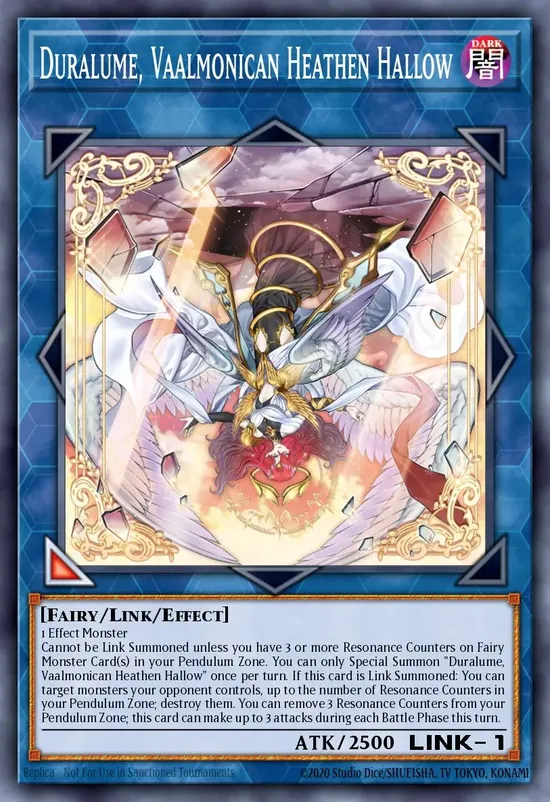 DURALUME, VAALMONICAN HEATHEN HALLOW
DARK
闇
[FAIRY/LINK/EFFECT]
1 Effect Monster
Cannot be Link Summoned unless you have 3 or more Resonance Counters on Fairy
Monster Card(s) in your Pendulum Zone. You can only Special Summon "Duralume,
Vaalmonican Heathen Hallow" once per turn. If this card is Link Summoned: You can
target monsters your opponent controls, up to the number of Resonance Counters in
your Pendulum Zone; destroy them. You can remove 3 Resonance Counters from your
Pendulum Zone; this card can make up to 3 attacks during each Battle Phase this turn.
ATK/2500 LINK-1
Replica - Not For Use in Sanctioned Tournaments ©2020 Studio Dice/SHUEISHA, TV TOKYO, KONAMI